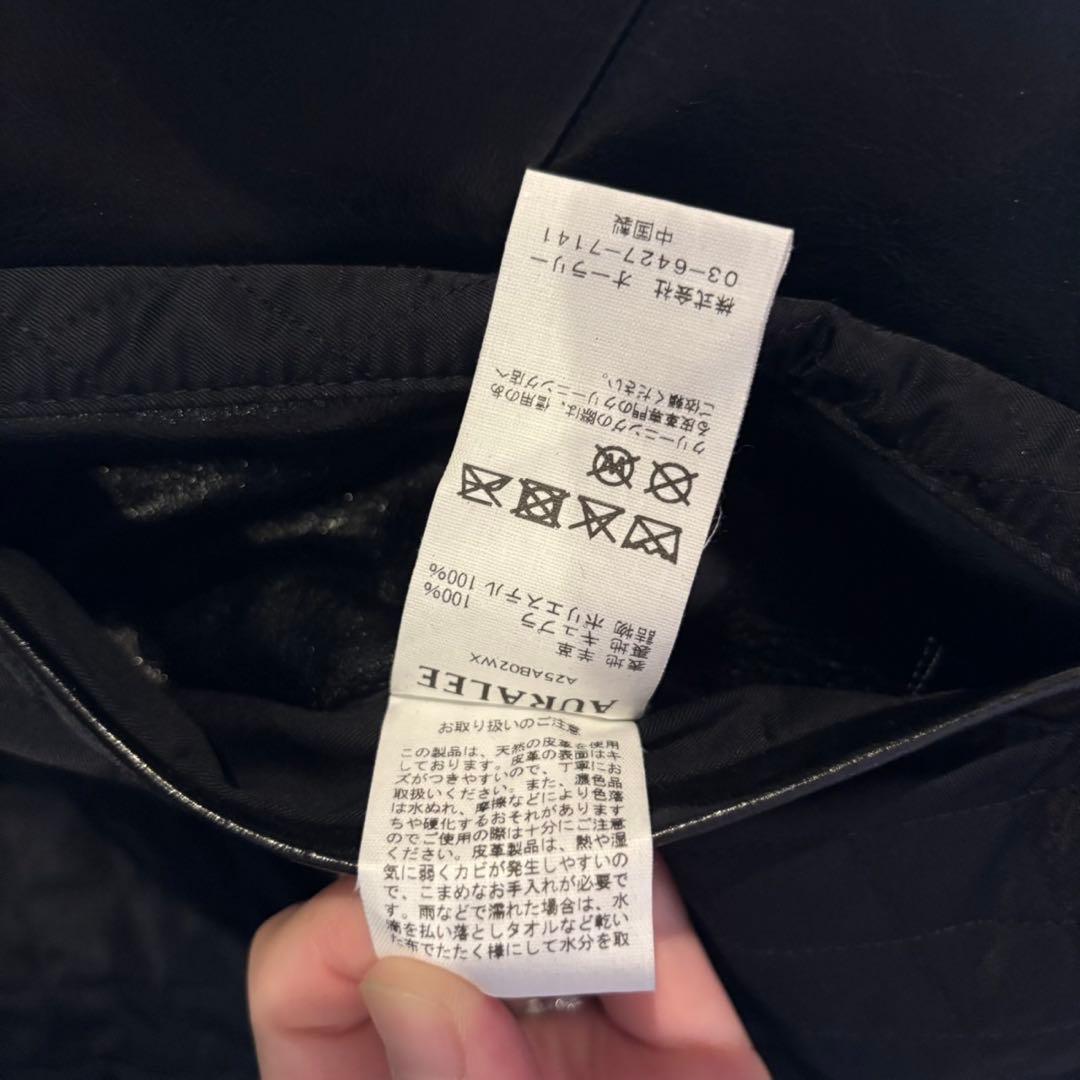 AURALEE
A25AB02WX
表地 羊革
裏地 キュプラ 100%
詰物 ポリエステル 100%
クリーニングの際は、信用のあ
る皮革専門のクリーニング店へ
ご依頼ください。
株式会社 オーラリー
03-6427-7141
中国製
お取り扱いのご注意
この製品は、天然の皮革を使用
しております。皮革の表面はキ
ズがつきやすいので、丁寧にお
取扱いください。また、濃色品
は水ぬれ、摩擦などにより色落
ちや硬化するおそれがあります
のでご使用の際は十分にご注意
ください。皮革製品は、熱や湿
気に弱くカビが発生しやすいの
で、こまめなお手入れが必要で
す。雨などで濡れた場合は、水
滴を払い落としタオルなど乾い
た布でたたく様にして水分を取